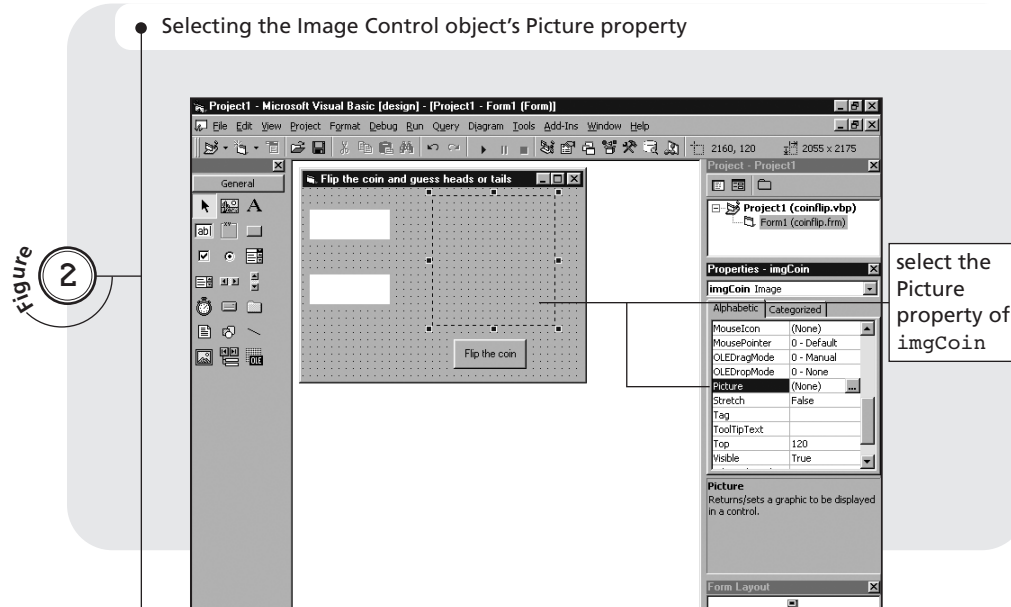 Selecting the Image Control object's Picture property
Project1 - Microsoft Visual Basic [design] - [Project1 - Form1 (Form)]
File Edit View Project Format Debug Run Query Diagram Tools Add-Ins Window Help
2160, 120 2055 x 2175
General
A
ab|
XY
OLE
Flip the coin and guess heads or tails
Flip the coin
Project - Project1
Project1 (coinflip.vbp)
Form1 (coinflip.frm)
Properties - imgCoin
imgCoin Image
Alphabetic Categorized
MouseIcon (None)
MousePointer 0 - Default
OLEDragMode 0 - Manual
OLEDropMode 0 - None
Picture (None) ...
Stretch False
Tag
ToolTipText
Top 120
Visible True
Picture
Returns/sets a graphic to be displayed
in a control.
Form Layout
select the
Picture
property of
imgCoin
Figure
2